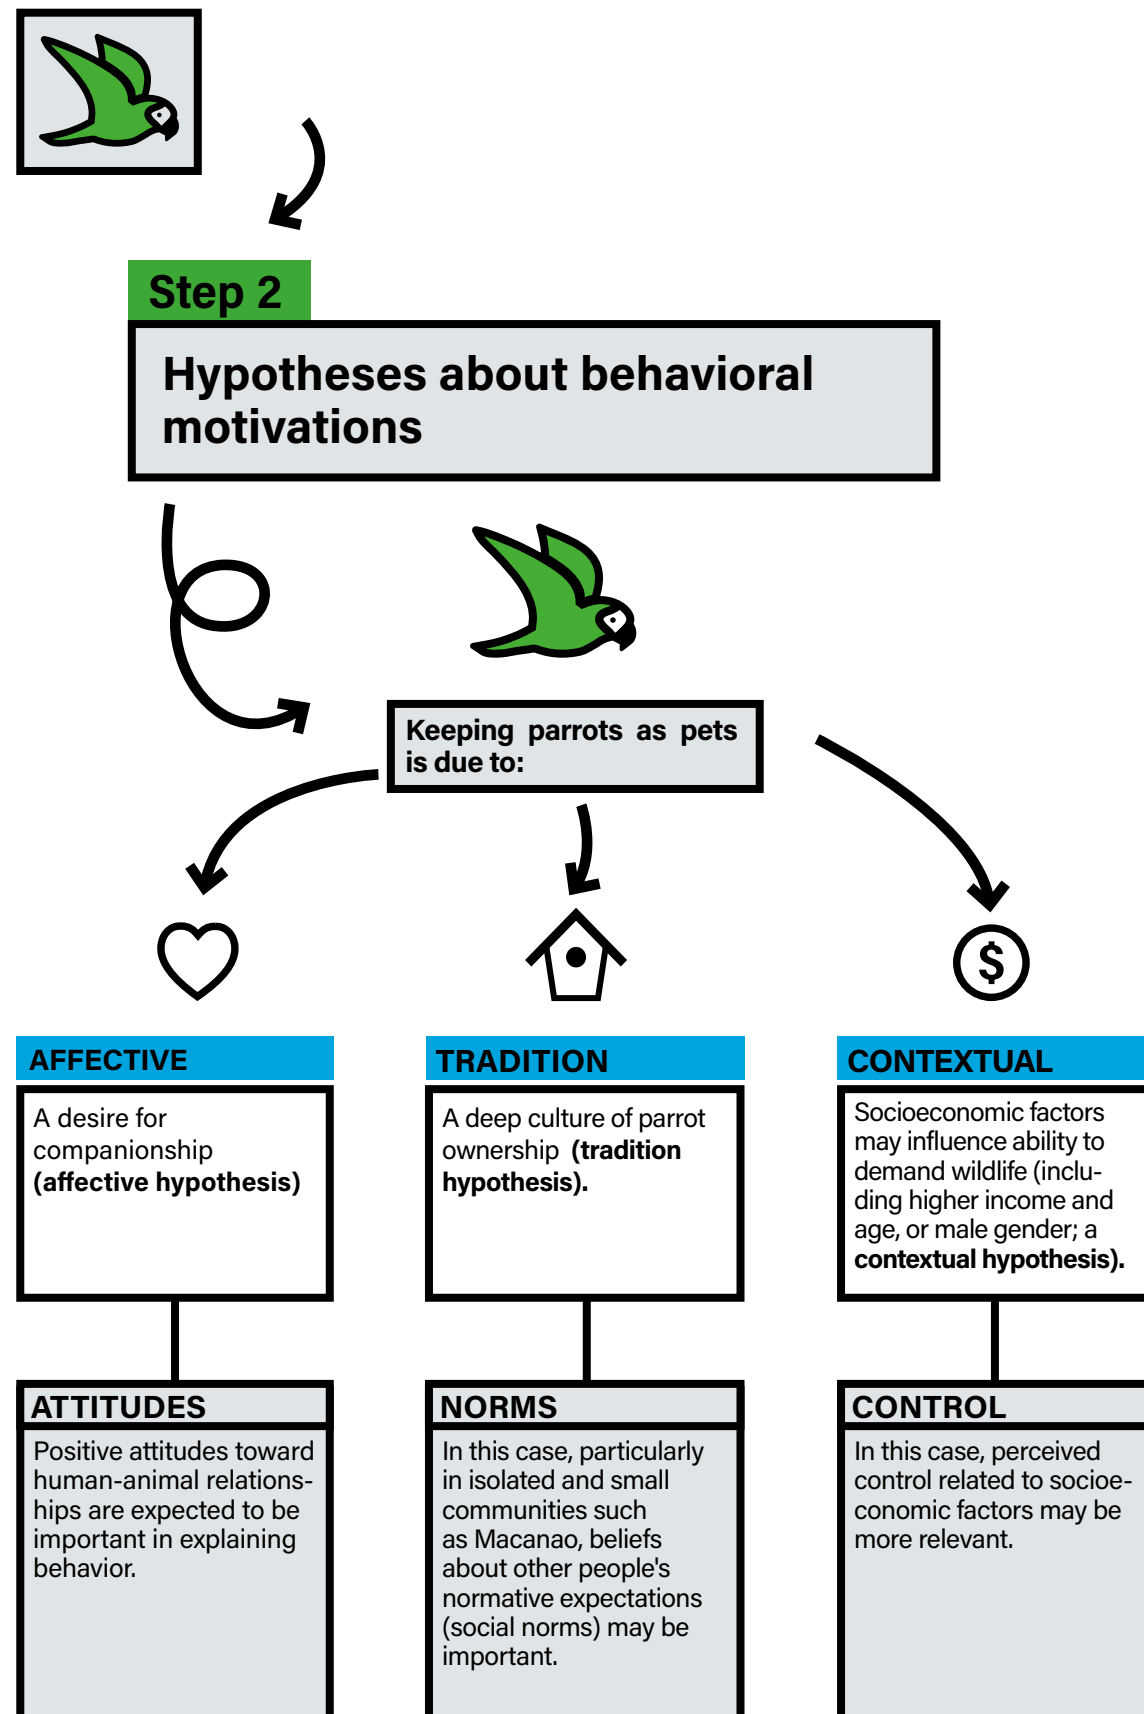 Step 2
Hypotheses about behavioral
motivations
Keeping parrots as pets
is due to:
$
AFFECTIVE
A desire for
companionship
(affective hypothesis)
TRADITION
A deep culture of parrot
ownership (tradition
hypothesis).
CONTEXTUAL
Socioeconomic factors
may influence ability to
demand wildlife (inclu-
ding higher income and
age, or male gender; a
contextual hypothesis).
ATTITUDES
Positive attitudes toward
human-animal relations-
hips are expected to be
important in explaining
behavior.
NORMS
In this case, particularly
in isolated and small
communities such
as Macanao, beliefs
about other people's
normative expectations
(social norms) may be
important.
CONTROL
In this case, perceived
control related to socioe-
conomic factors may be
more relevant.